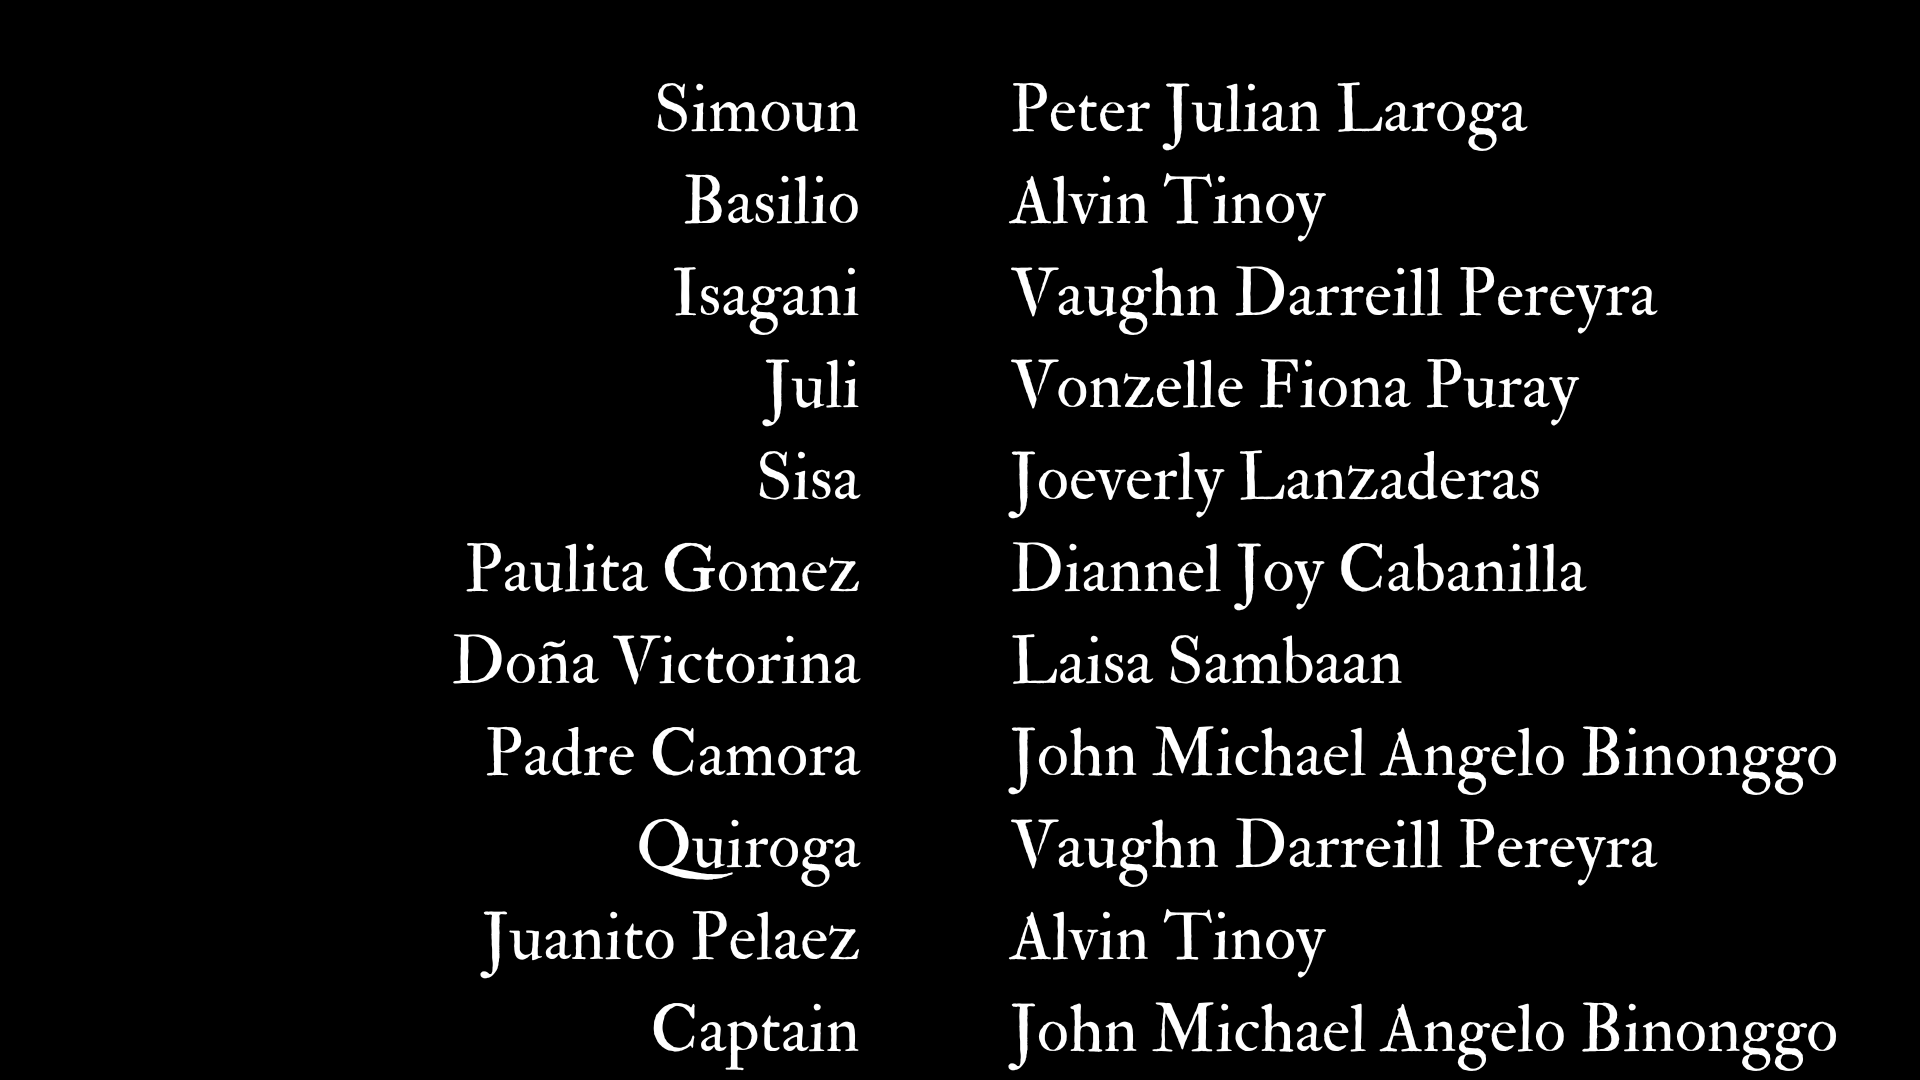 Simoun Peter Julian Laroga
Basilio Alvin Tinoy
Isagani Vaughn Darreill Pereyra
Juli Vonzelle Fiona Puray
Sisa Joeverly Lanzaderas
Paulita Gomez Diannel Joy Cabanilla
Doña Victorina Laisa Sambaan
Padre Camora John Michael Angelo Binonggo
Quiroga Vaughn Darreill Pereyra
Juanito Pelaez Alvin Tinoy
Captain John Michael Angelo Binonggo